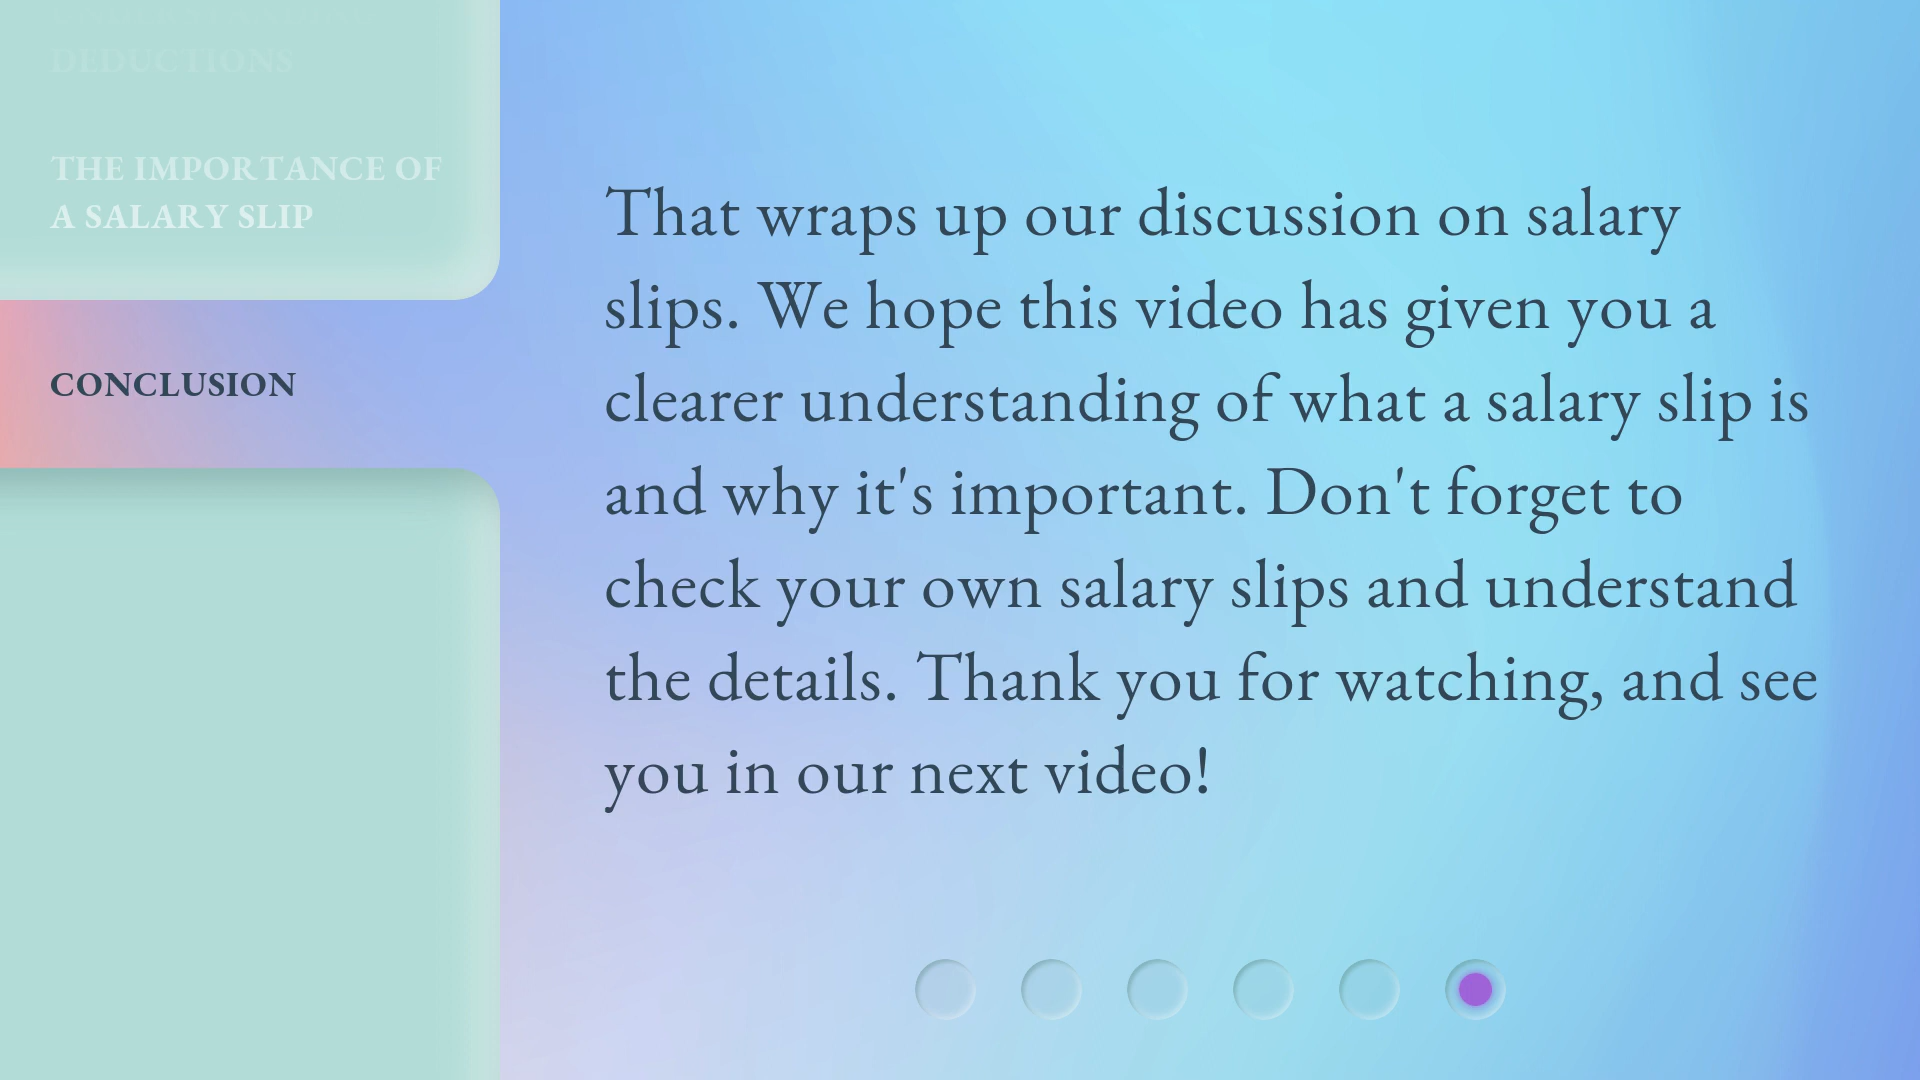 DEDUCTIONS
THE IMPORTANCE OF
A SALARY SLIP
CONCLUSION
That wraps up our discussion on salary
slips. We hope this video has given you a
clearer understanding of what a salary slip is
and why it's important. Don't forget to
check your own salary slips and understand
the details. Thank you for watching, and see
you in our next video!